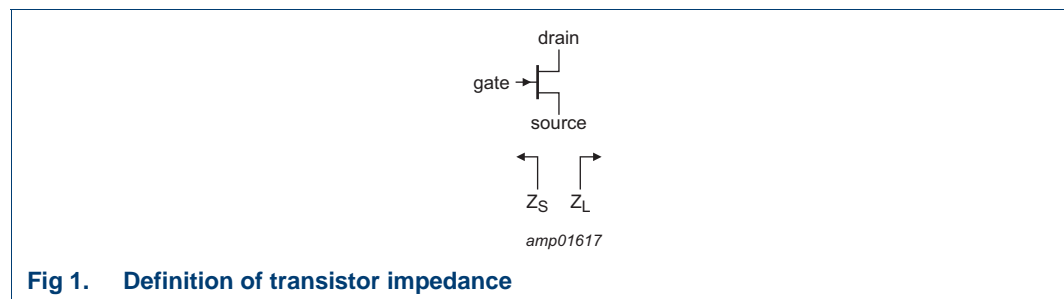 drain
gate
source
ZS ZL
amp01617
Fig 1. Definition of transistor impedance